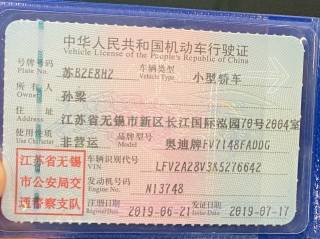 中华人民共和国机动车行驶证
Vehicle License of the People's Republic of China
号牌号码 Plate No. 苏B2E8H2 车辆类型 Vehicle Type 小型轿车
所有人 Owner 孙梁
住址 Address 江苏省无锡市新区长江国际泓园70号2004室
使用性质 Use Character 非营运 品牌型号 Model 奥迪牌FV7148FADDG
江苏省无锡市公安局交通警察支队
车辆识别代号 VIN LFV2A28V3K5276642
发动机号码 Engine No. N13748
注册日期 Register Date 2019-06-21 发证日期 Issue Date 2019-07-17